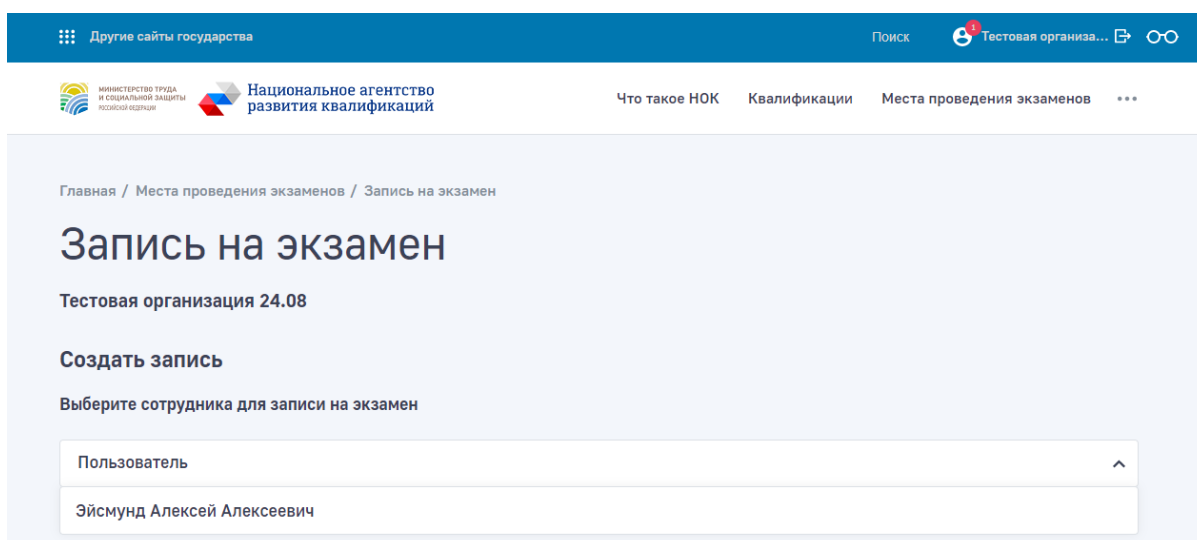 Другие сайты государства
Поиск
1
Тестовая организа...
МИНИСТЕРСТВО ТРУДА
И СОЦИАЛЬНОЙ ЗАЩИТЫ
РОССИЙСКОЙ ФЕДЕРАЦИИ
Национальное агентство
развития квалификаций
Что такое НОК Квалификации Места проведения экзаменов
Главная / Места проведения экзаменов / Запись на экзамен
Запись на экзамен
Тестовая организация 24.08
Создать запись
Выберите сотрудника для записи на экзамен
Пользователь
Эйсмунд Алексей Алексеевич